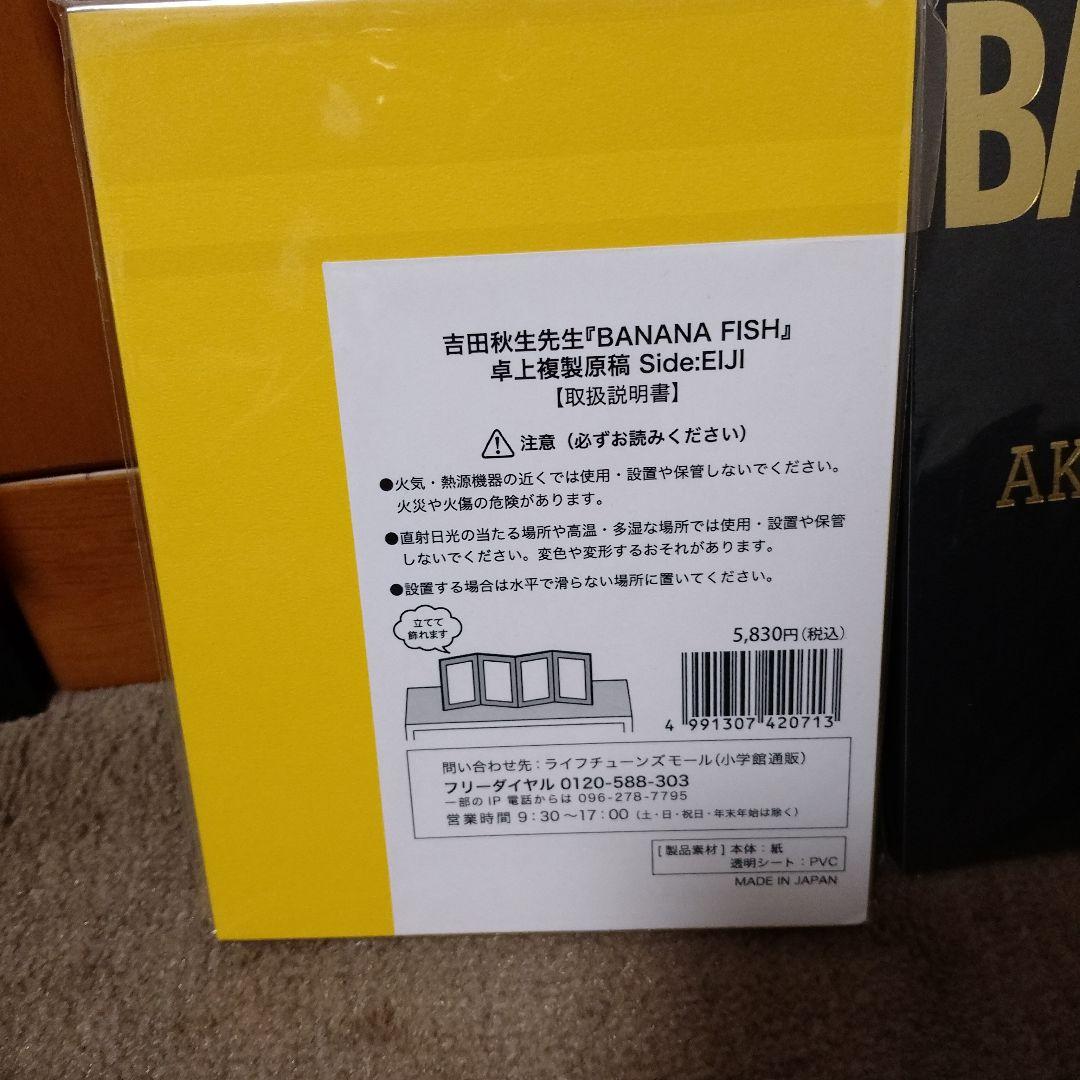 吉田秋生先生『BANANA FISH』
卓上複製原稿 Side:EIJI
【取扱説明書】
注意（必ずお読みください）
●火気・熱源機器の近くでは使用・設置や保管しないでください。
火災や火傷の危険があります。
●直射日光の当たる場所や高温・多湿な場所では使用・設置や保管
しないでください。変色や変形するおそれがあります。
●設置する場合は水平で滑らない場所に置いてください。
立てて
飾れます
5,830円（税込）
4 991307 420713
問い合わせ先：ライフチューンズモール（小学館通販）
フリーダイヤル 0120-588-303
一部のIP 電話からは 096-278-7795
営業時間 9：30～17：00（土・日・祝日・年末年始は除く）
[製品素材] 本体：紙
透明シート：PVC
MADE IN JAPAN
BA
AK